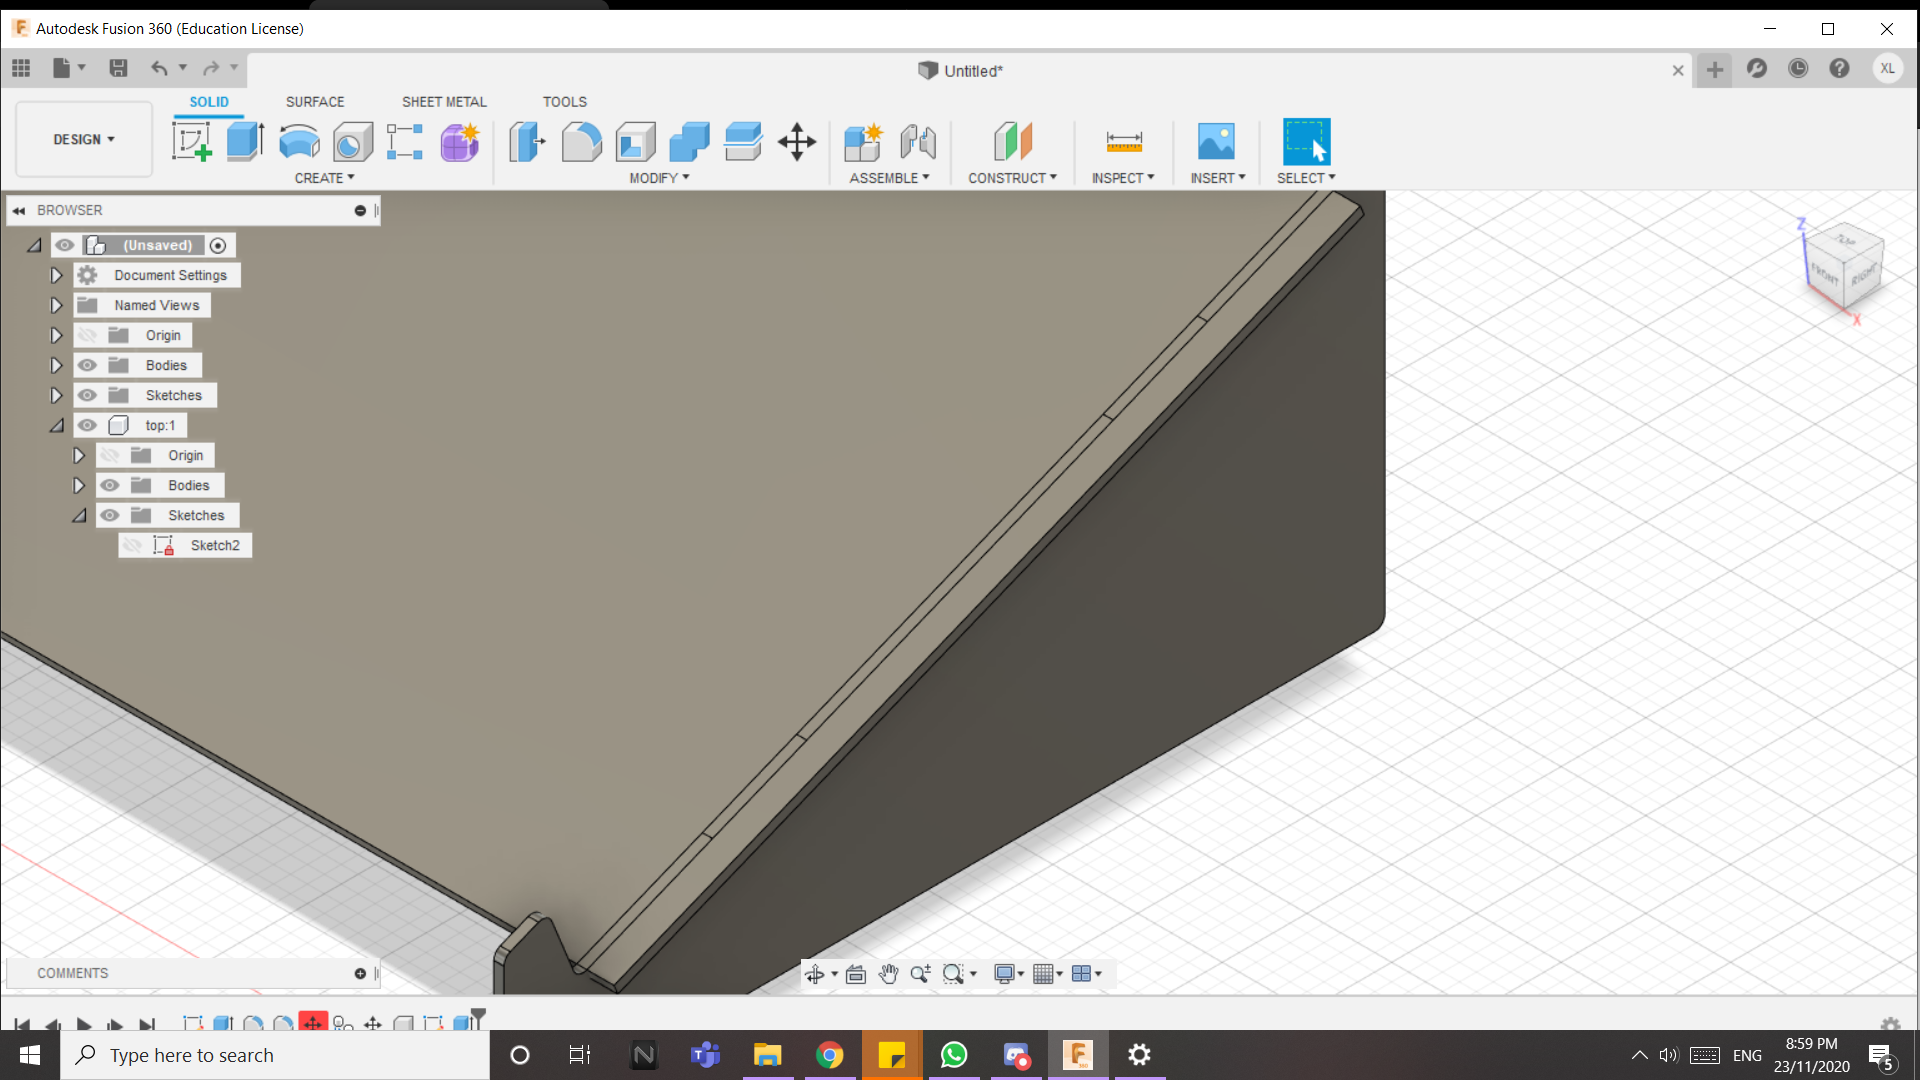 Autodesk Fusion 360 (Education License)
Untitled*
XL
DESIGN
SOLID
SURFACE
SHEET METAL
TOOLS
CREATE
MODIFY
ASSEMBLE
CONSTRUCT
INSPECT
INSERT
SELECT
BROWSER
(Unsaved)
Document Settings
Named Views
Origin
Bodies
Sketches
top:1
Origin
Bodies
Sketches
Sketch2
Z
TOP
FRONT
RIGHT
X
COMMENTS
Type here to search
ENG
8:59 PM
23/11/2020
5